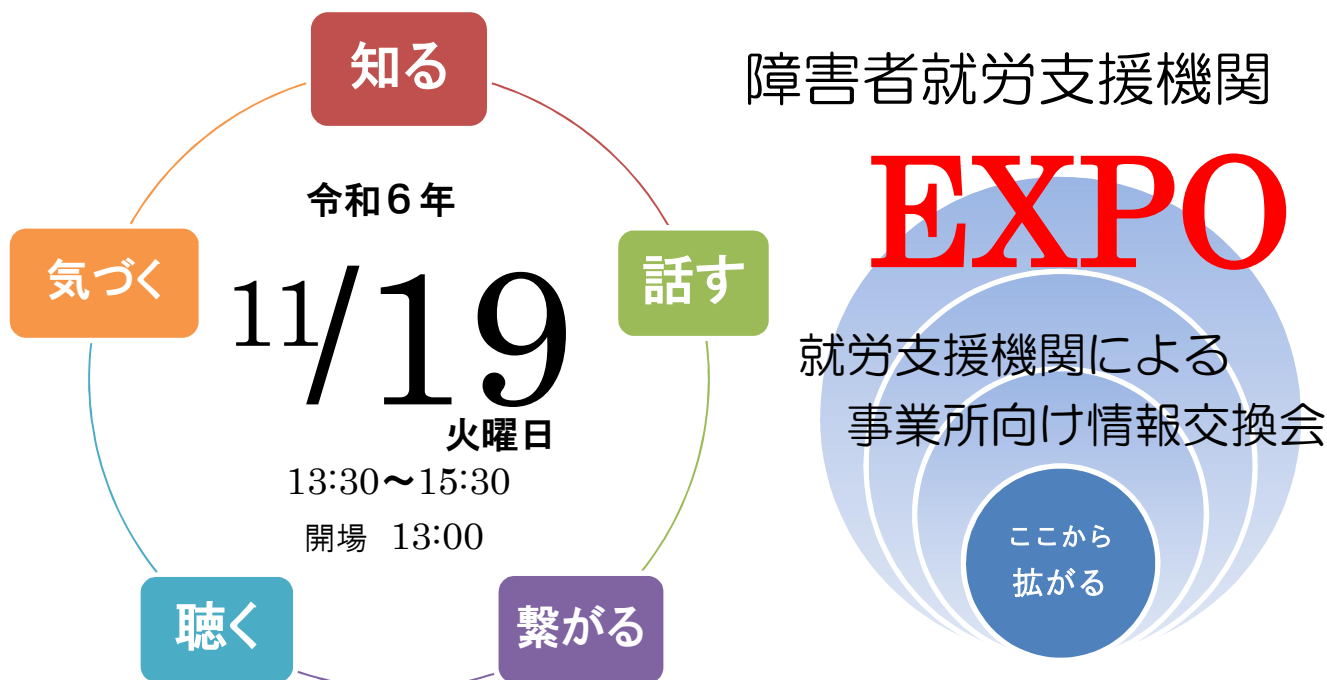 知る
話す
繋がる
聴く
気づく
令和６年
11/19
火曜日
13:30～15:30
開場 13:00
障害者就労支援機関
EXPO
就労支援機関による
事業所向け情報交換会
ここから
拡がる